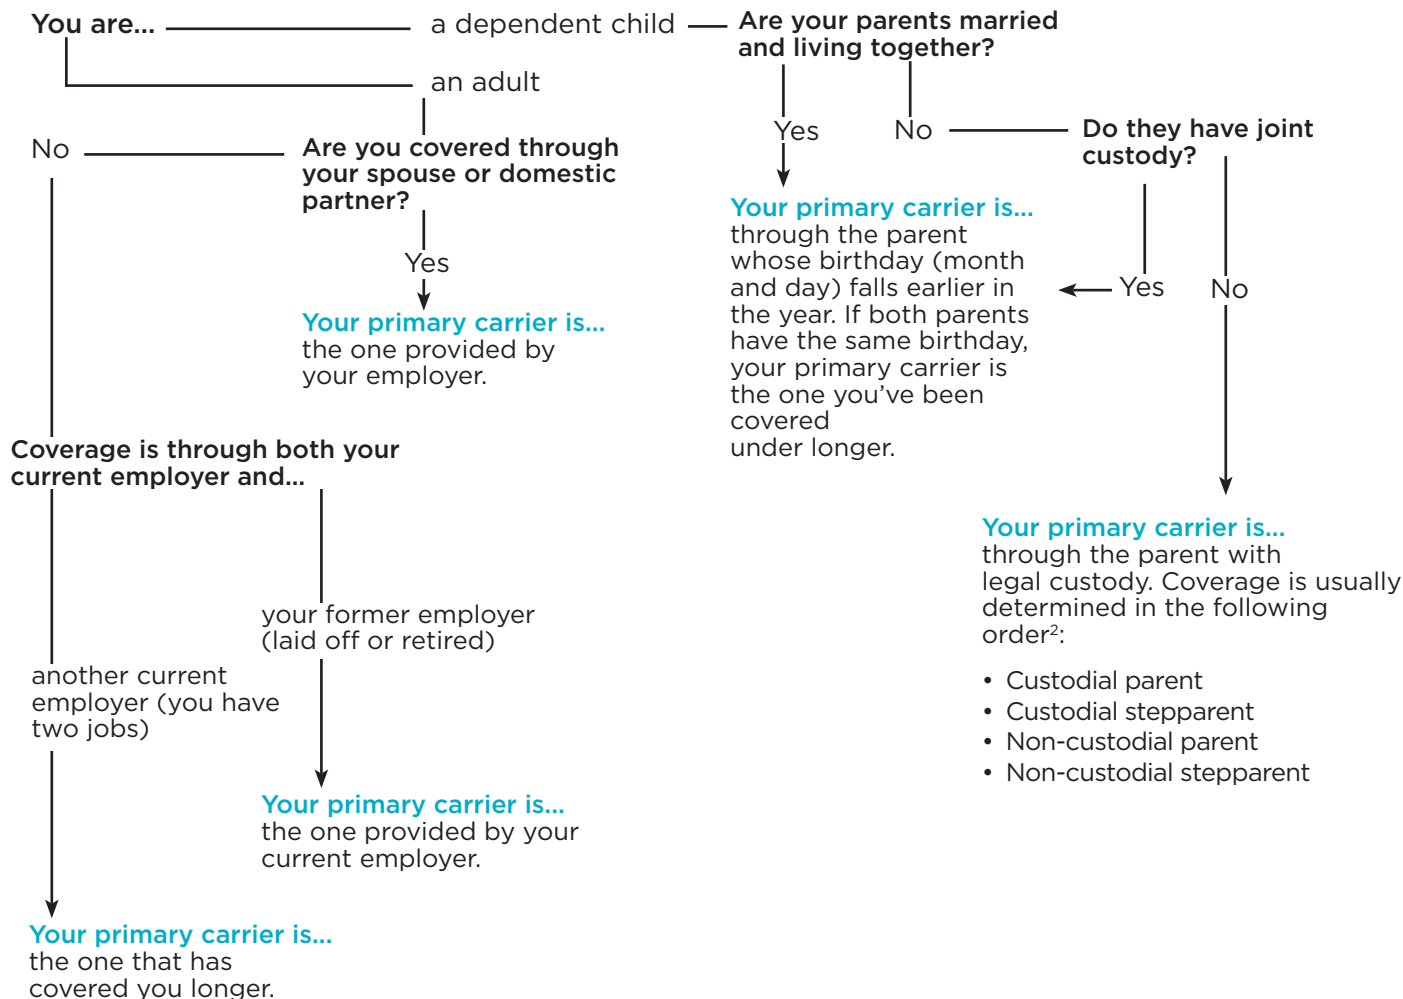 You are...
a dependent child
Are your parents married
and living together?
an adult
Yes
No
Do they have joint
custody?
No
Are you covered through
your spouse or domestic
partner?
Yes
Your primary carrier is...
the one provided by
your employer.
Your primary carrier is...
through the parent
whose birthday (month
and day) falls earlier in
the year. If both parents
have the same birthday,
your primary carrier is
the one you’ve been
covered
under longer.
Yes
No
Coverage is through both your
current employer and...
your former employer
(laid off or retired)
another current
employer (you have
two jobs)
Your primary carrier is...
through the parent with
legal custody. Coverage is usually
determined in the following
order²:
• Custodial parent
• Custodial stepparent
• Non-custodial parent
• Non-custodial stepparent
Your primary carrier is...
the one provided by your
current employer.
Your primary carrier is...
the one that has
covered you longer.